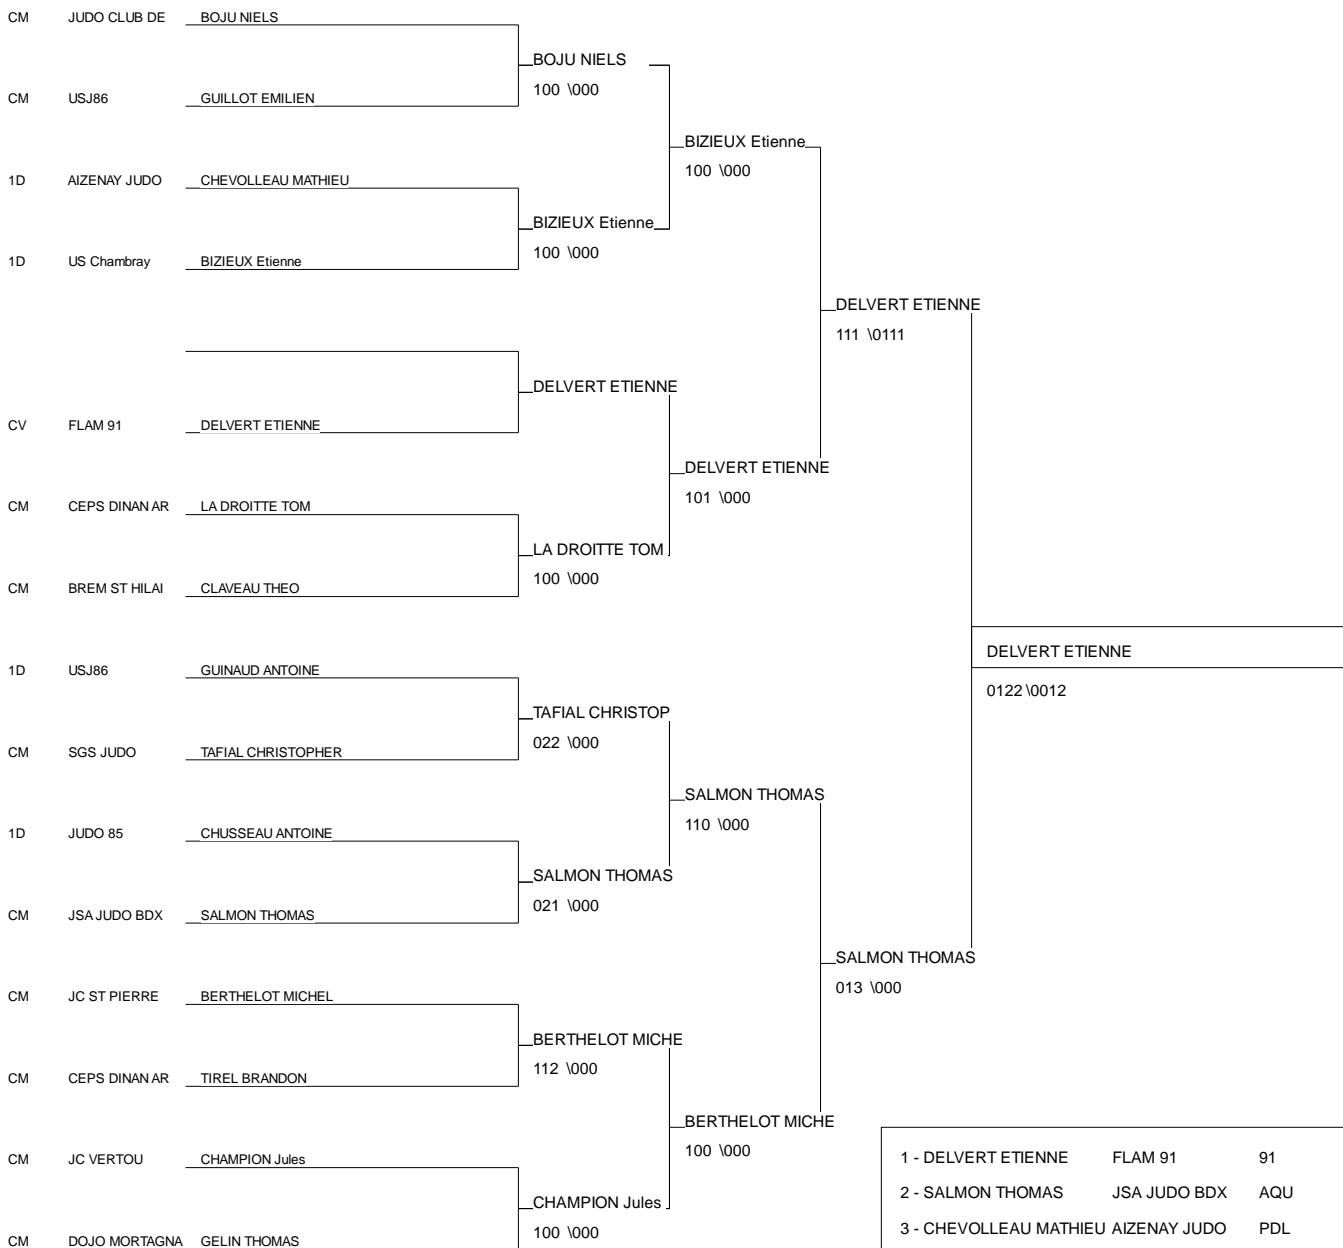 CM JUDO CLUB DE BOJU NIELS
BOJU NIELS
100 \000
CM USJ86 GUILLOT EMILIEN
BIZIEUX Etienne
100 \000
1D AIZENAY JUDO CHEVOLLEAU MATHIEU
BIZIEUX Etienne
100 \000
1D US Chambray BIZIEUX Etienne
DELVERT ETIENNE
111 \0111
DELVERT ETIENNE
CV FLAM 91 DELVERT ETIENNE
DELVERT ETIENNE
101 \000
CM CEPS DINAN AR LA DROITTE TOM
LA DROITTE TOM
100 \000
CM BREM ST HILAI CLAVEAU THEO
DELVERT ETIENNE
0122 \0012
1D USJ86 GUINAUD ANTOINE
TAFIAL CHRISTOP
022 \000
CM SGS JUDO TAFIAL CHRISTOPHER
SALMON THOMAS
110 \000
1D JUDO 85 CHUSSEAU ANTOINE
SALMON THOMAS
021 \000
CM JSA JUDO BDX SALMON THOMAS
SALMON THOMAS
013 \000
CM JC ST PIERRE BERTHELOT MICHEL
BERTHELOT MICHE
112 \000
CM CEPS DINAN AR TIREL BRANDON
BERTHELOT MICHE
100 \000
CM JC VERTOU CHAMPION Jules
CHAMPION Jules
100 \000
CM DOJO MORTAGNA GELIN THOMAS
1 - DELVERT ETIENNE FLAM 91 91
2 - SALMON THOMAS JSA JUDO BDX AQU
3 - CHEVOLLEAU MATHIEU AIZENAY JUDO PDL